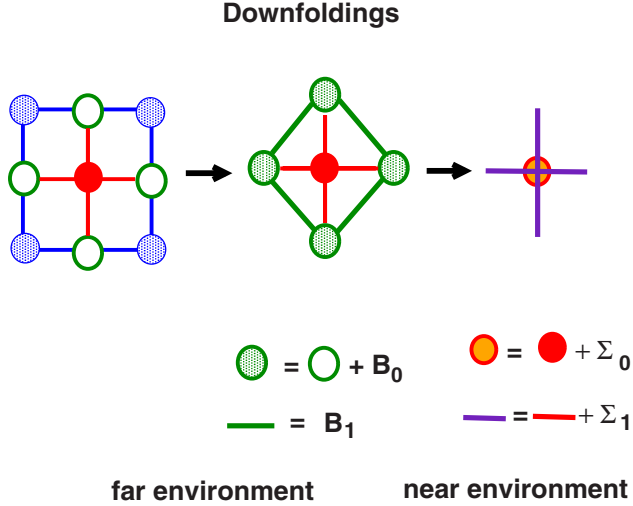 Downfoldings
= + B0
= + Σ0
= B1
= + Σ1
far environment
near environment